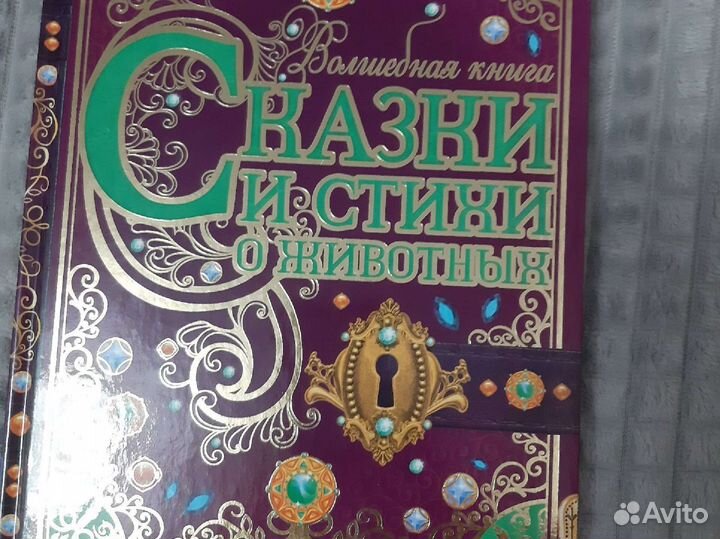 Волшебная книга
СКАЗКИ
И СТИХИ
О ЖИВОТНЫХ
Avito